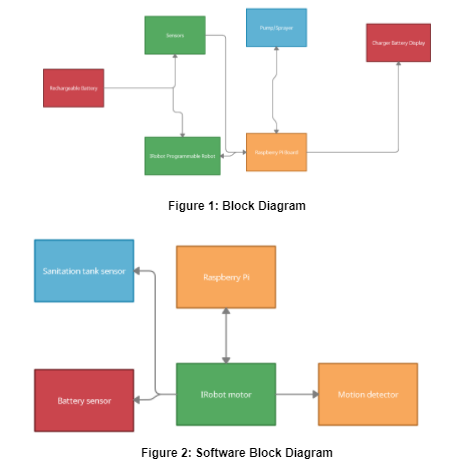 Sensors
Pump /Sprayer
Charger Battery Display
Rechargeable Battery
IRobot Programmable Robot
Raspberry Pi Board
Figure 1: Block Diagram
Sanitation tank sensor
Raspberry Pi
Battery sensor
IRobot motor
Motion detector
Figure 2: Software Block Diagram